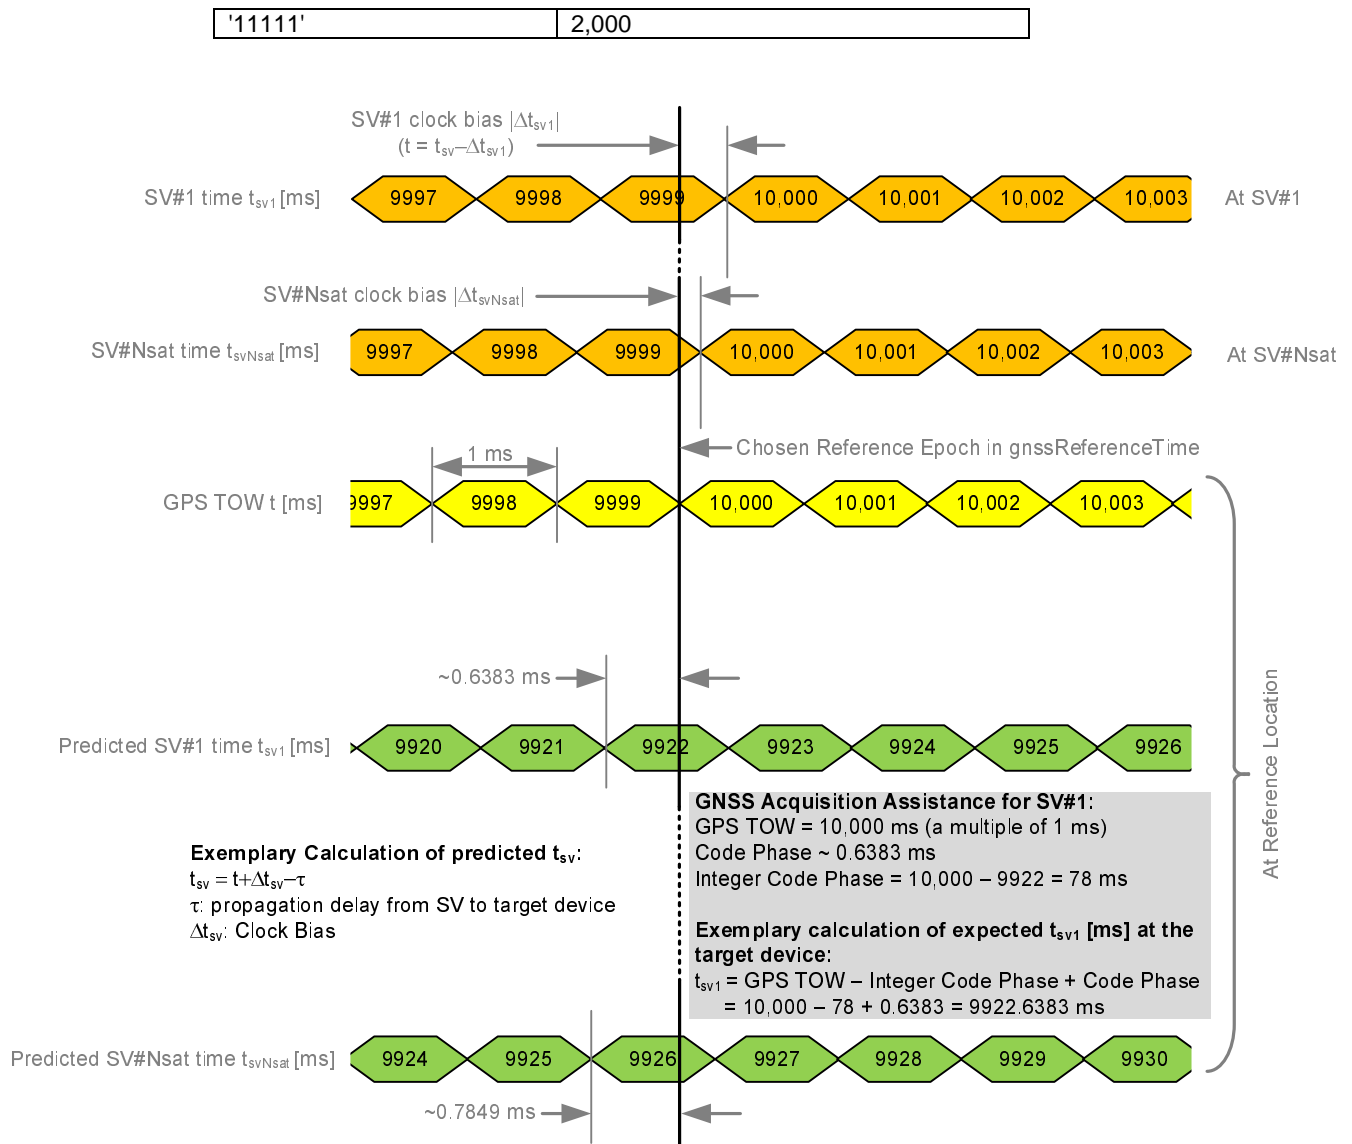 '11111' 2,000
SV#1 clock bias |Δtsv1|
(t = tsv–Δtsv1)
SV#1 time tsv1 [ms] 9997 9998 9999 10,000 10,001 10,002 10,003 At SV#1
SV#Nsat clock bias |ΔtsvNsat|
SV#Nsat time tsvNsat [ms] 9997 9998 9999 10,000 10,001 10,002 10,003 At SV#Nsat
Chosen Reference Epoch in gnssReferenceTime
1 ms
GPS TOW t [ms] 9997 9998 9999 10,000 10,001 10,002 10,003
~0.6383 ms
Predicted SV#1 time tsv1 [ms] 9920 9921 9922 9923 9924 9925 9926
At Reference Location
GNSS Acquisition Assistance for SV#1:
GPS TOW = 10,000 ms (a multiple of 1 ms)
Code Phase ~ 0.6383 ms
Integer Code Phase = 10,000 – 9922 = 78 ms
Exemplary calculation of expected tsv1 [ms] at the
target device:
tsv1 = GPS TOW – Integer Code Phase + Code Phase
= 10,000 – 78 + 0.6383 = 9922.6383 ms
Exemplary Calculation of predicted tsv:
tsv = t+Δtsv–τ
τ: propagation delay from SV to target device
Δtsv: Clock Bias
Predicted SV#Nsat time tsvNsat [ms] 9924 9925 9926 9927 9928 9929 9930
~0.7849 ms